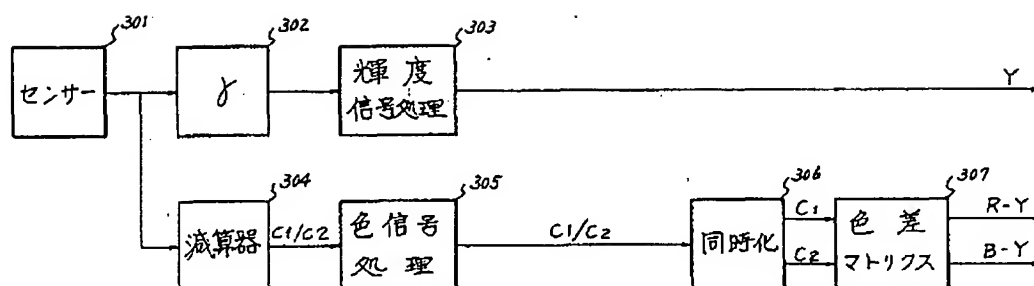 301
302
303
センサー
γ
輝度
信号処理
Y
304
305
306
307
減算器
C1/C2
色信号
処理
C1/C2
同時化
C1
C2
色差
マトリクス
R-Y
B-Y